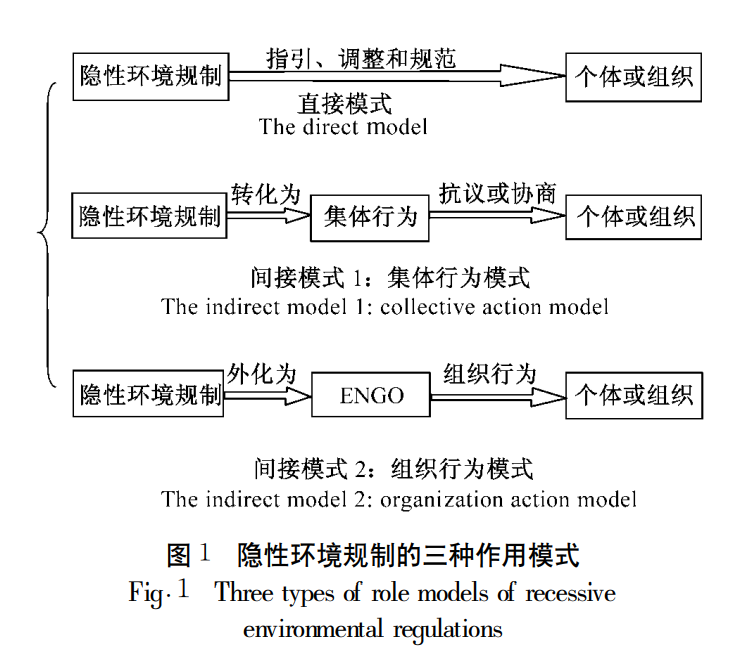 指引、调整和规范
隐性环境规制 个体或组织
直接模式
The direct model
转化为 抗议或协商
隐性环境规制 集体行为 个体或组织
间接模式 1：集体行为模式
The indirect model 1: collective action model
外化为 组织行为
隐性环境规制 ENGO 个体或组织
间接模式 2：组织行为模式
The indirect model 2: organization action model
图 1 隐性环境规制的三种作用模式
Fig. 1 Three types of role models of recessive
environmental regulations